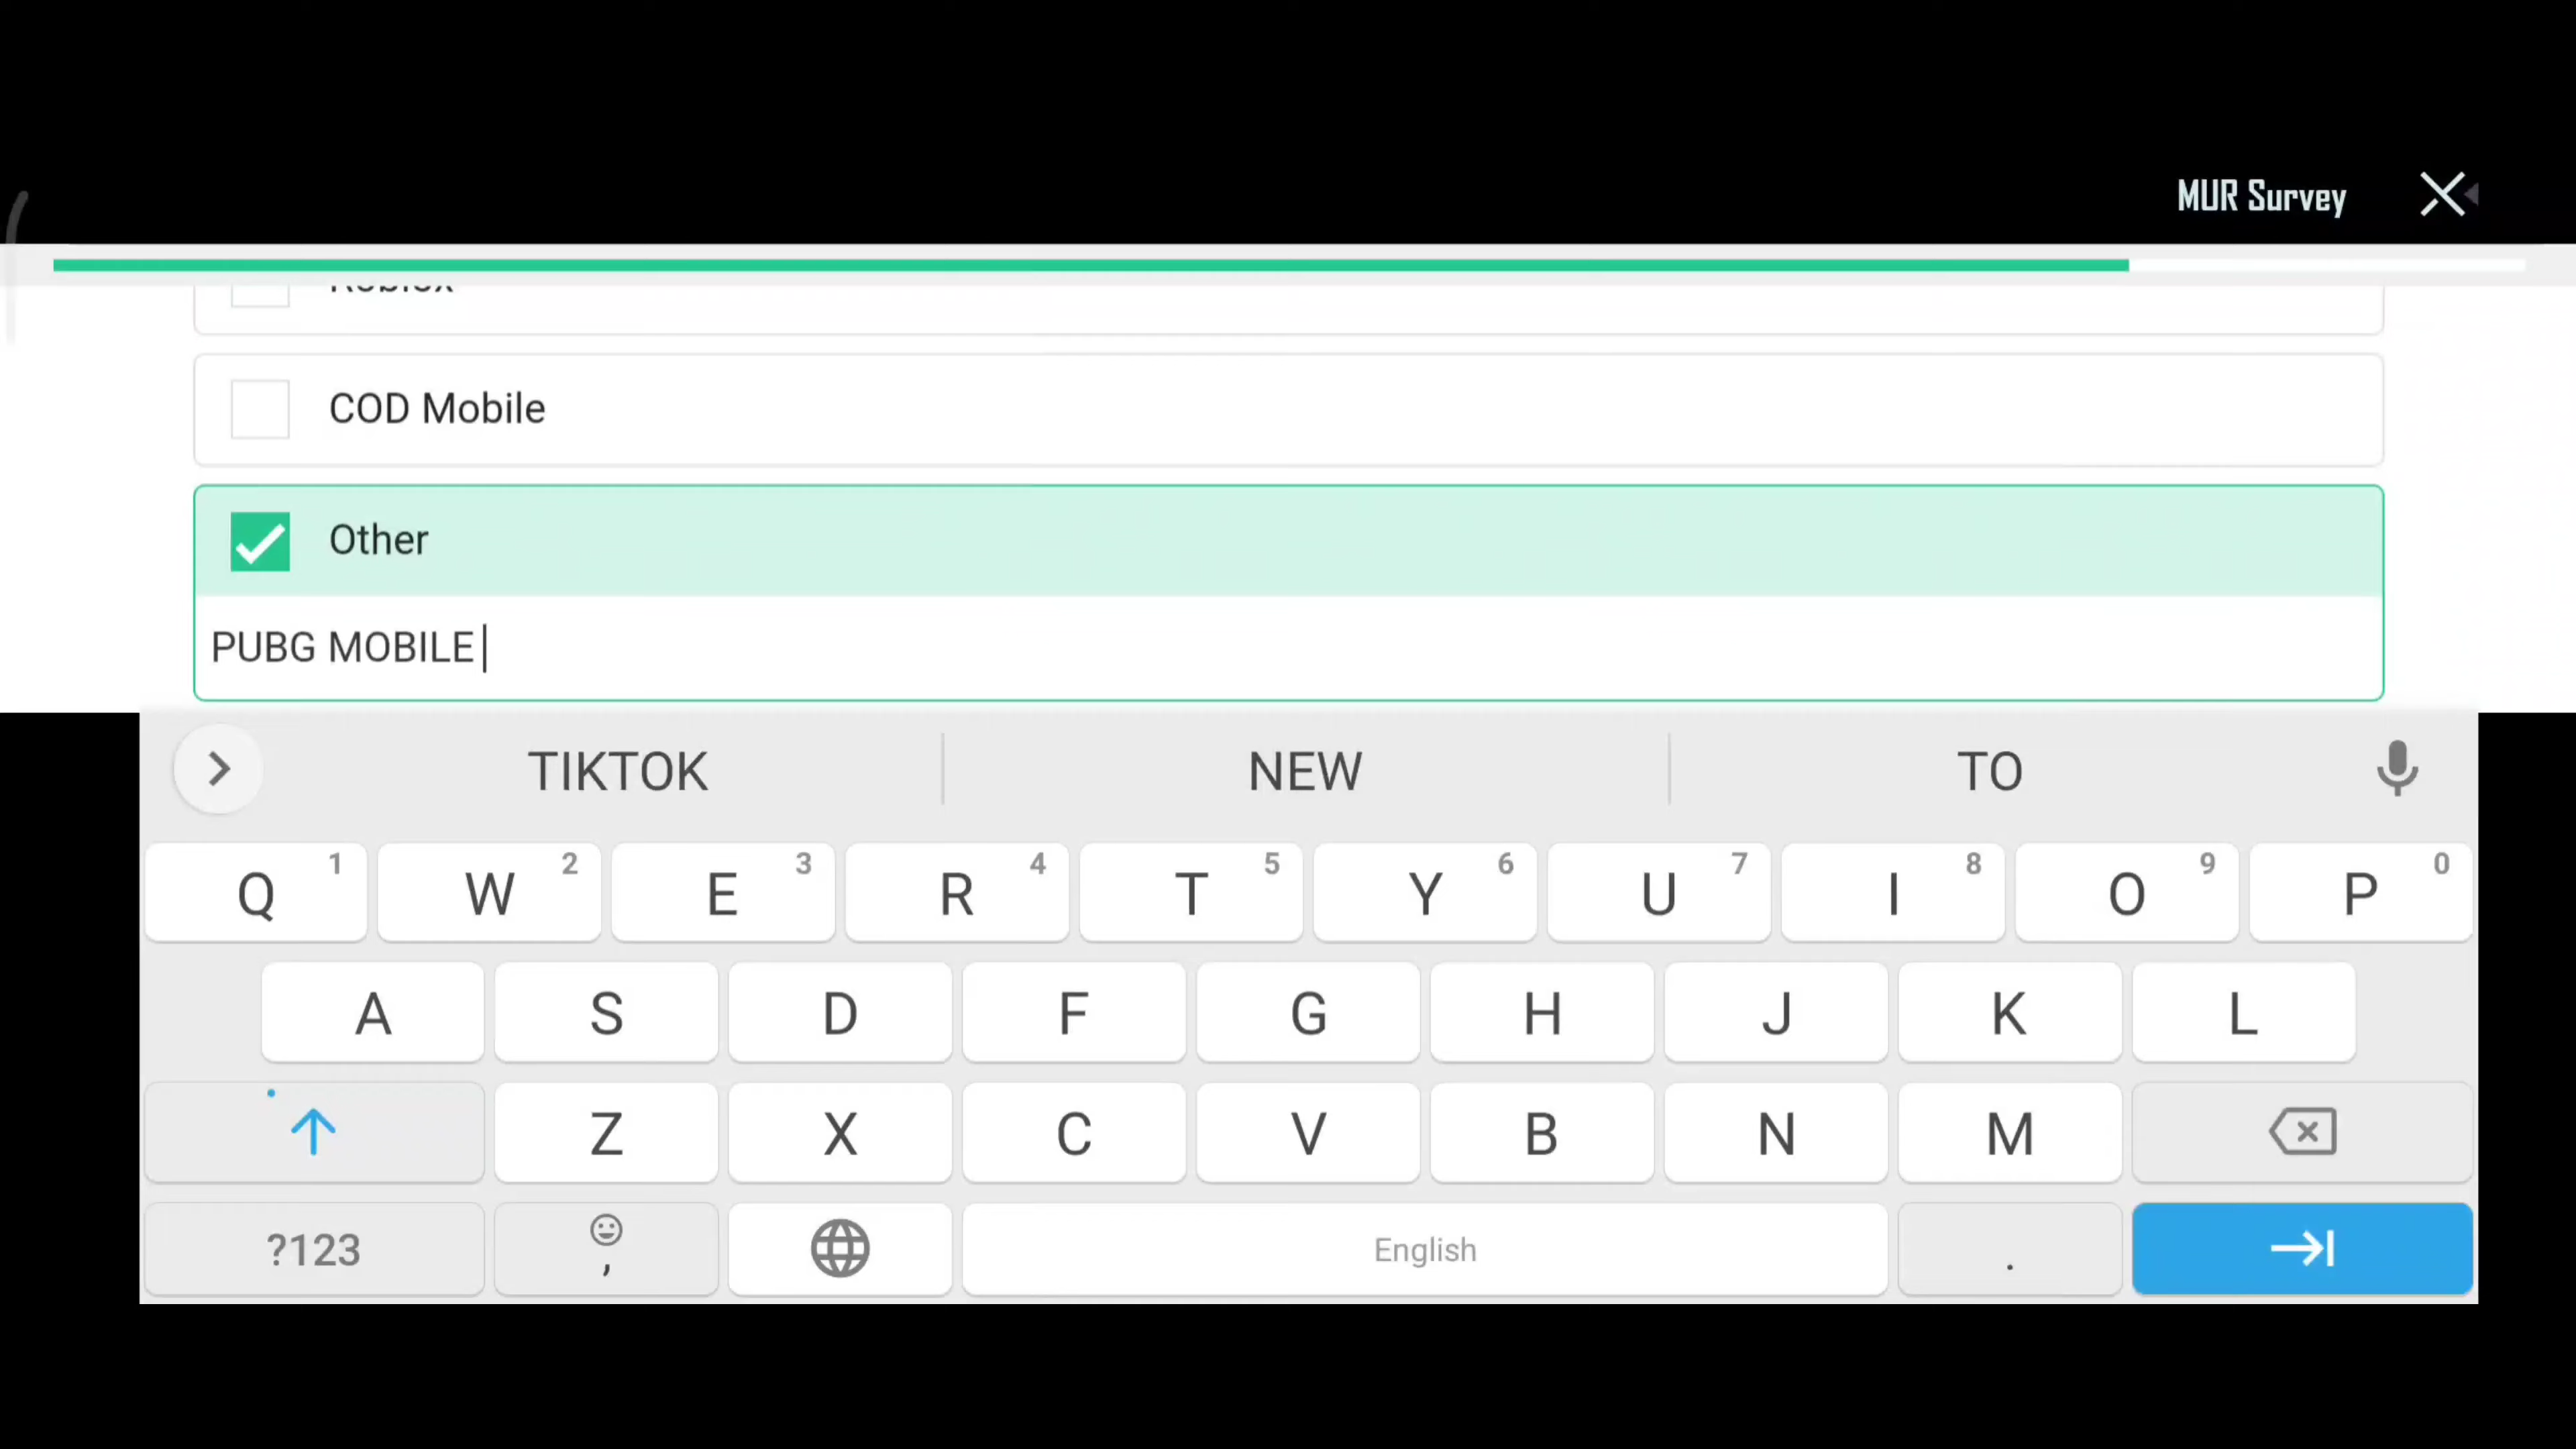 MUR Survey
Roblox
COD Mobile
Other
PUBG MOBILE
TIKTOK NEW TO
Q 1 W 2 E 3 R 4 T 5 Y 6 U 7 I 8 O 9 P 0
A S D F G H J K L
Z X C V B N M
?123 , English .